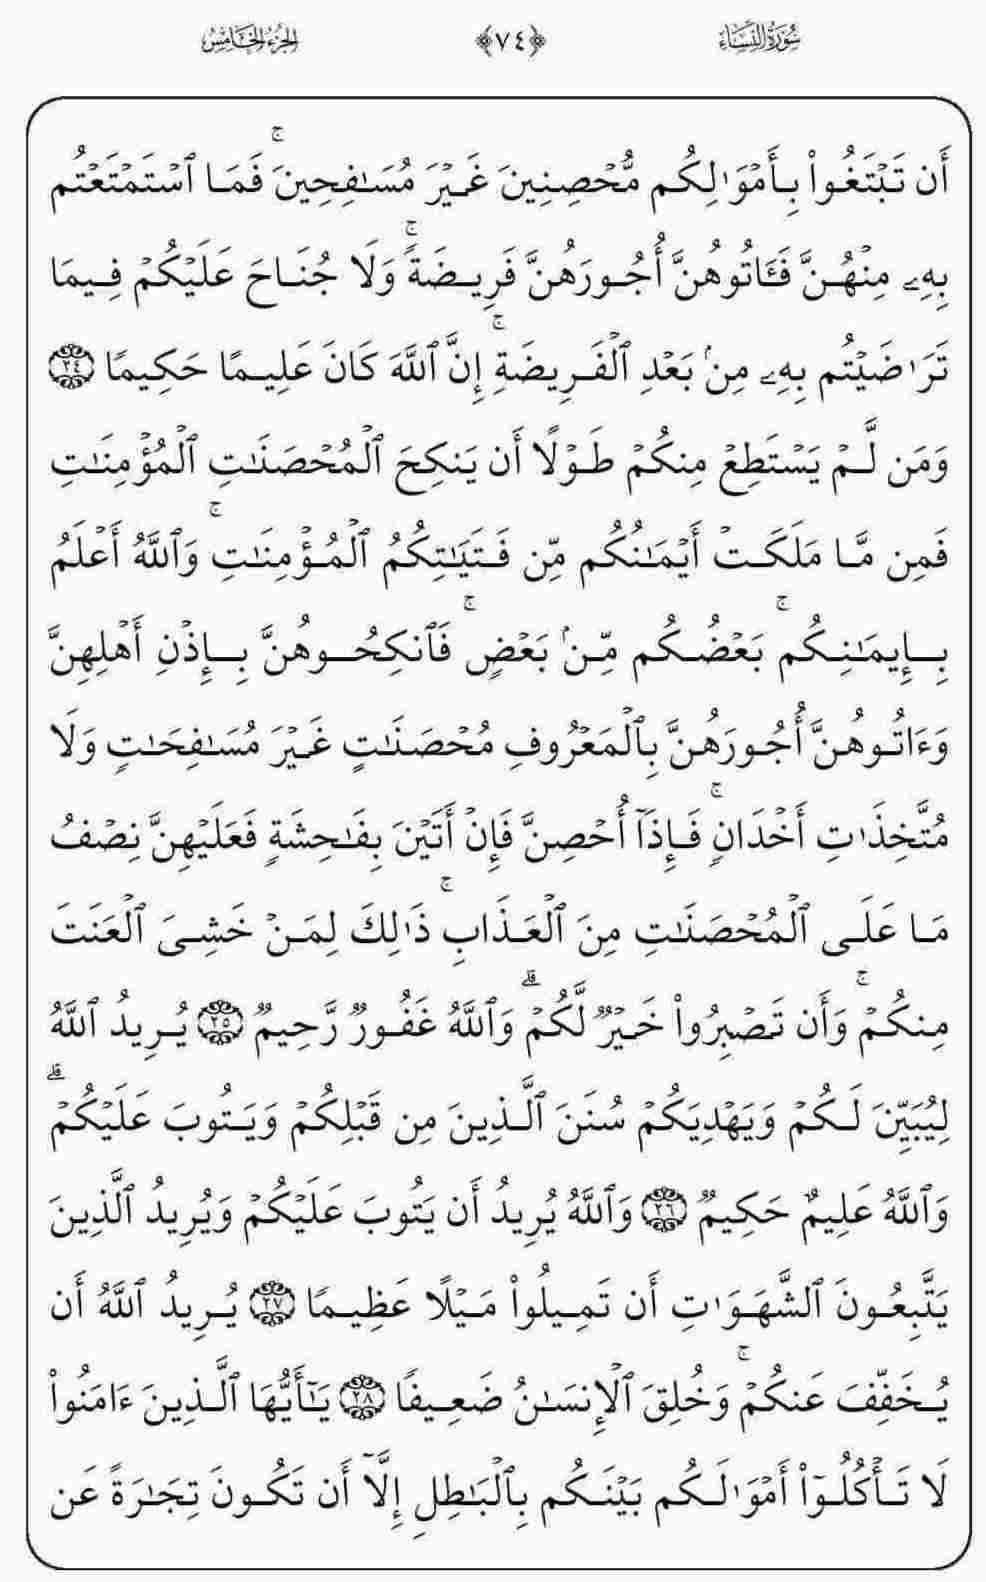 سُورَةُ النِّسَاءِ ﴿٧٤﴾ الجُزْءُ الخَامِسُ
أَن تَبْتَغُوا۟ بِأَمْوَٰلِكُم مُّحْصِنِينَ غَيْرَ مُسَـٰفِحِينَ ۚ فَمَا ٱسْتَمْتَعْتُم
بِهِۦ مِنْهُنَّ فَـَٔاتُوهُنَّ أُجُورَهُنَّ فَرِيضَةً ۚ وَلَا جُنَاحَ عَلَيْكُمْ فِيمَا
تَرَٰضَيْتُم بِهِۦ مِنۢ بَعْدِ ٱلْفَرِيضَةِ ۚ إِنَّ ٱللَّهَ كَانَ عَلِيمًا حَكِيمًا ٢٤
وَمَن لَّمْ يَسْتَطِعْ مِنكُمْ طَوْلًا أَن يَنكِحَ ٱلْمُحْصَنَـٰتِ ٱلْمُؤْمِنَـٰتِ
فَمِن مَّا مَلَكَتْ أَيْمَـٰنُكُم مِّن فَتَيَـٰتِكُمُ ٱلْمُؤْمِنَـٰتِ ۚ وَٱللَّهُ أَعْلَمُ
بِإِيمَـٰنِكُم ۚ بَعْضُكُم مِّنۢ بَعْضٍ ۚ فَٱنكِحُوهُنَّ بِإِذْنِ أَهْلِهِنَّ
وَءَاتُوهُنَّ أُجُورَهُنَّ بِٱلْمَعْرُوفِ مُحْصَنَـٰتٍ غَيْرَ مُسَـٰفِحَـٰتٍ وَلَا
مُتَّخِذَٰتِ أَخْدَانٍ ۚ فَإِذَآ أُحْصِنَّ فَإِنْ أَتَيْنَ بِفَـٰحِشَةٍ فَعَلَيْهِنَّ نِصْفُ
مَا عَلَى ٱلْمُحْصَنَـٰتِ مِنَ ٱلْعَذَابِ ۚ ذَٰلِكَ لِمَنْ خَشِىَ ٱلْعَنَتَ
مِنكُمْ ۚ وَأَن تَصْبِرُوا۟ خَيْرٌ لَّكُمْ ۗ وَٱللَّهُ غَفُورٌ رَّحِيمٌ ٢٥ يُرِيدُ ٱللَّهُ
لِيُبَيِّنَ لَكُمْ وَيَهْدِيَكُمْ سُنَنَ ٱلَّذِينَ مِن قَبْلِكُمْ وَيَتُوبَ عَلَيْكُمْ ۗ
وَٱللَّهُ عَلِيمٌ حَكِيمٌ ٢٦ وَٱللَّهُ يُرِيدُ أَن يَتُوبَ عَلَيْكُمْ وَيُرِيدُ ٱلَّذِينَ
يَتَّبِعُونَ ٱلشَّهَوَٰتِ أَن تَمِيلُوا۟ مَيْلًا عَظِيمًا ٢٧ يُرِيدُ ٱللَّهُ أَن
يُخَفِّفَ عَنكُمْ ۚ وَخُلِقَ ٱلْإِنسَـٰنُ ضَعِيفًا ٢٨ يَـٰٓأَيُّهَا ٱلَّذِينَ ءَامَنُوا۟
لَا تَأْكُلُوٓا۟ أَمْوَٰلَكُم بَيْنَكُم بِٱلْبَـٰطِلِ إِلَّآ أَن تَكُونَ تِجَـٰرَةً عَن